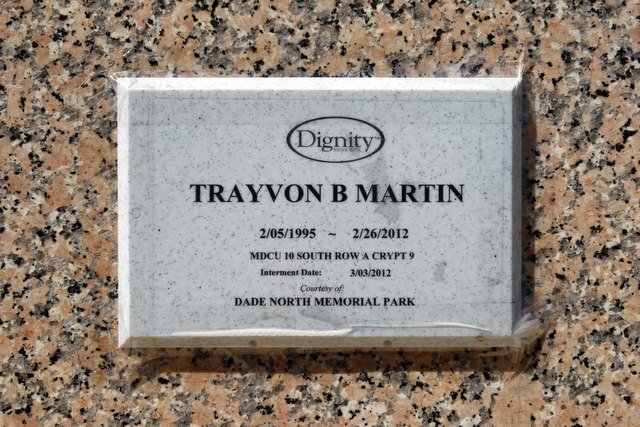 Dignity
MEMORIAL
TRAYVON B MARTIN
2/05/1995 ~ 2/26/2012
MDCU 10 SOUTH ROW A CRYPT 9
Interment Date: 3/03/2012
Courtesy of:
DADE NORTH MEMORIAL PARK